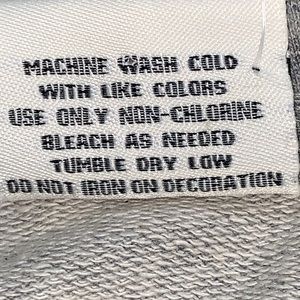 MACHINE WASH COLD
WITH LIKE COLORS
USE ONLY NON-CHLORINE
BLEACH AS NEEDED
TUMBLE DRY LOW
DO NOT IRON ON DECORATION